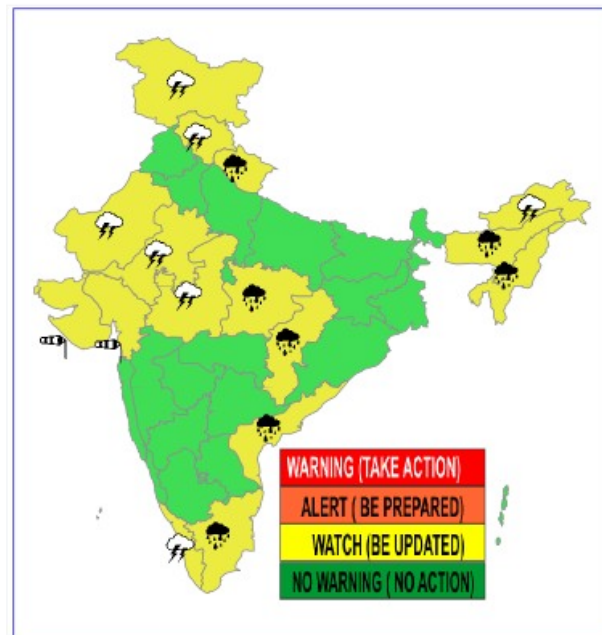 WARNING (TAKE ACTION)
ALERT ( BE PREPARED)
WATCH (BE UPDATED)
NO WARNING ( NO ACTION)